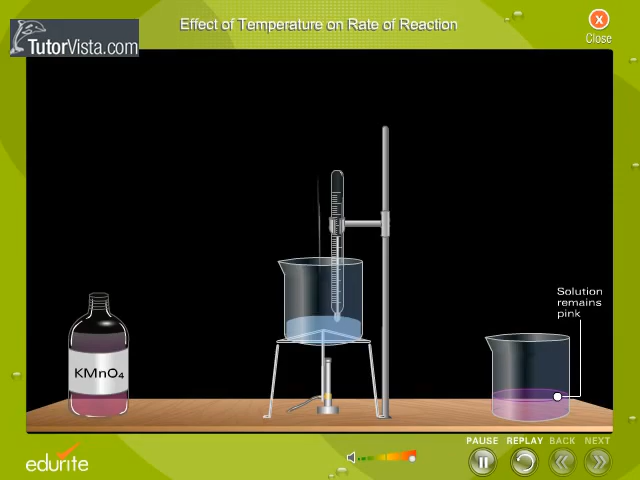 Effect of Temperature on Rate of Reaction
X
Close
TutorVista.com
Solution
remains
pink
KMnO₄
PAUSE REPLAY BACK NEXT
edurite